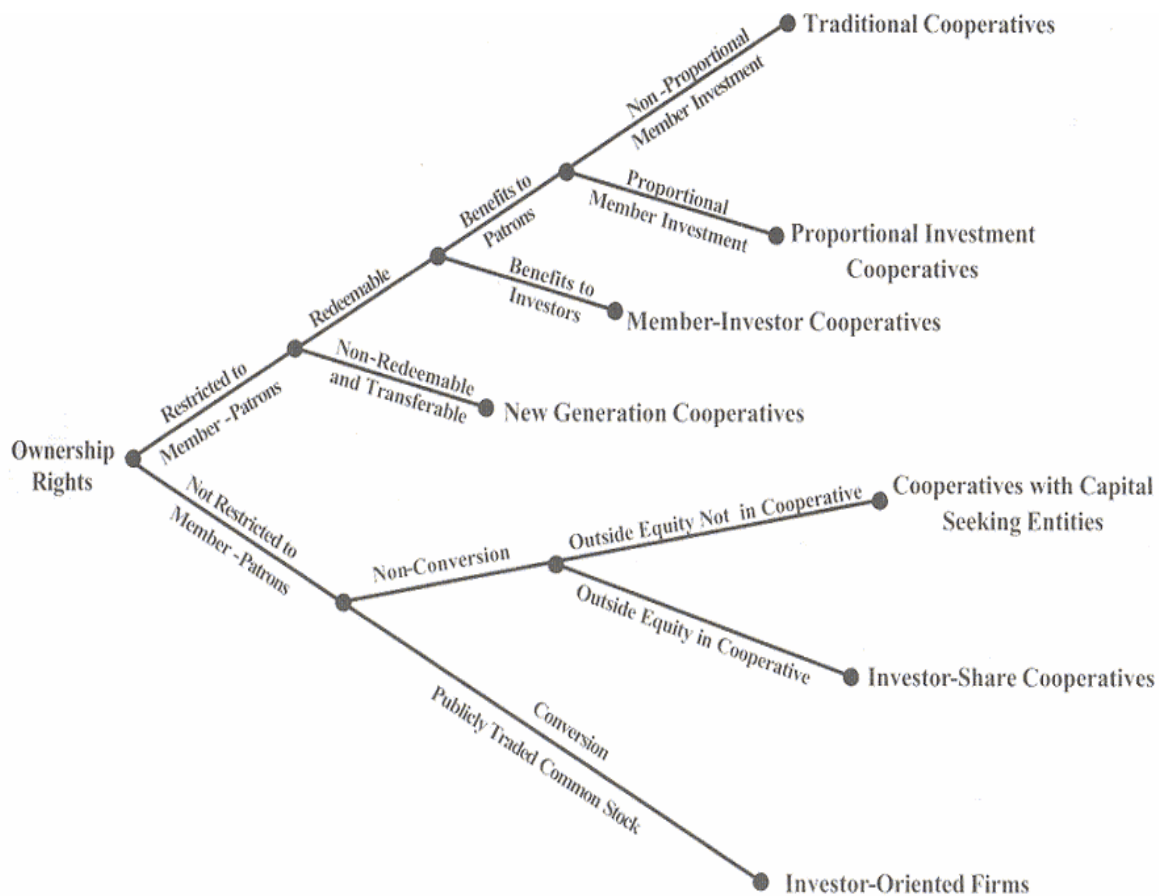 Traditional Cooperatives
Non -Proportional
Member Investment
Proportional
Member Investment
Proportional Investment
Cooperatives
Benefits to
Patrons
Benefits to
Investors
Member-Investor Cooperatives
Redeemable
Non-Redeemable
and Transferable
New Generation Cooperatives
Restricted to
Member -Patrons
Ownership
Rights
Not Restricted to
Member -Patrons
Non-Conversion
Outside Equity Not in Cooperative
Cooperatives with Capital
Seeking Entities
Outside Equity in Cooperative
Investor-Share Cooperatives
Conversion
Publicly Traded Common Stock
Investor-Oriented Firms